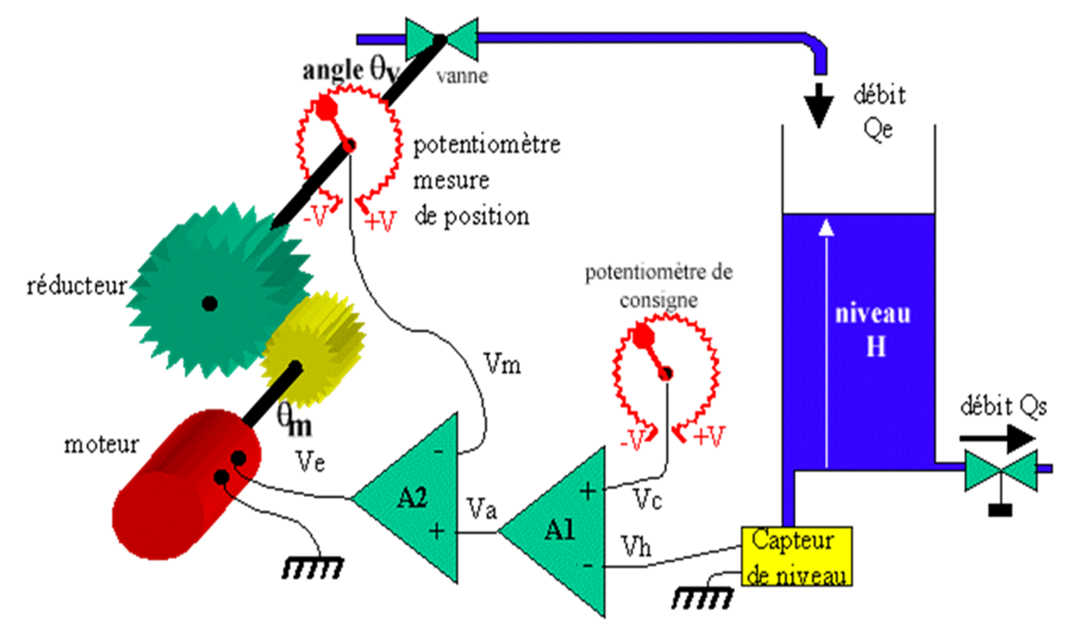 angle θv
vanne
débit
Qe
potentiomètre
mesure
de position
-V
+V
réducteur
potentiomètre de
consigne
niveau
H
Vm
débit Qs
θm
moteur
Ve
-V
+V
-
A2
+
Va
+
A1
-
Vc
Vh
Capteur
de niveau